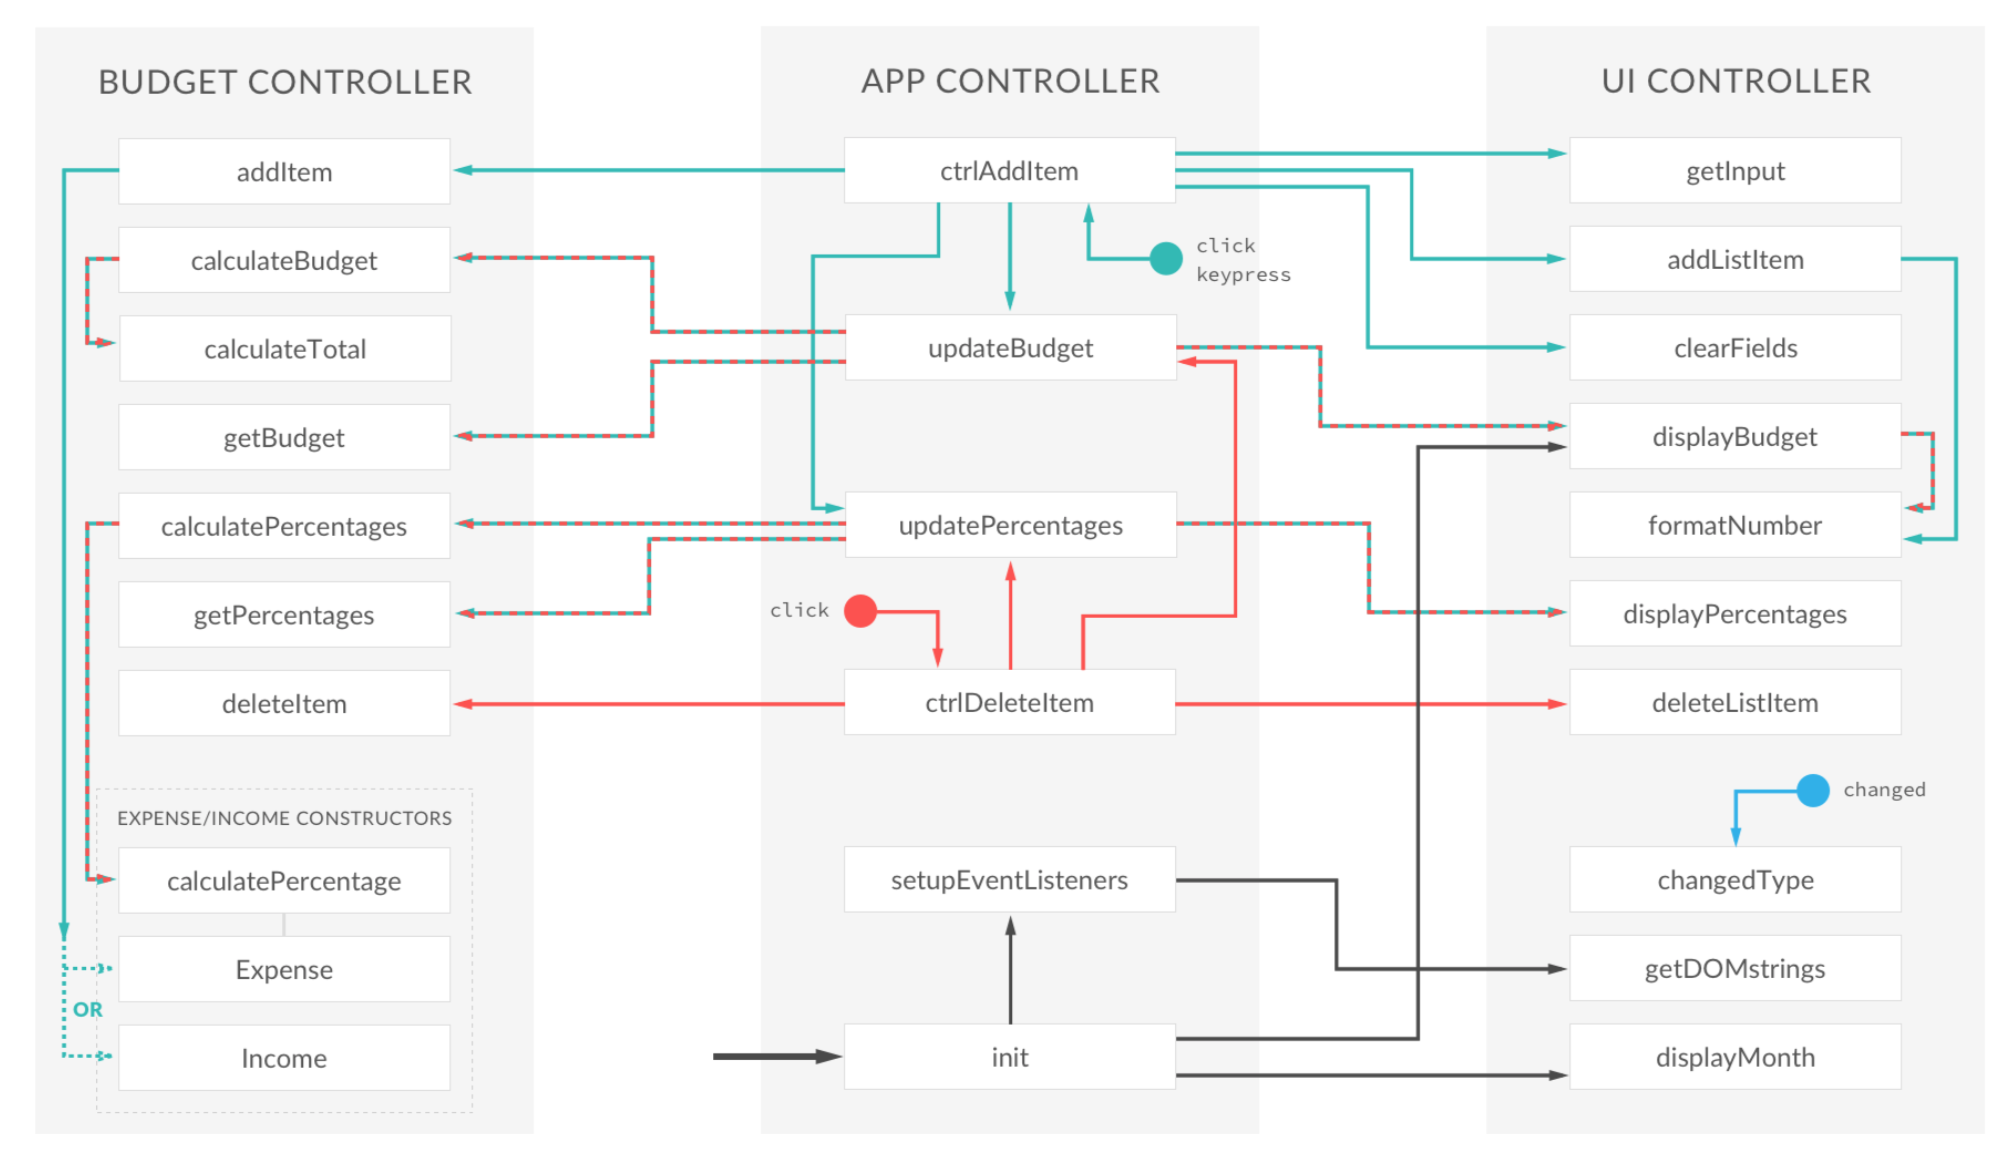 BUDGET CONTROLLER
addItem
calculateBudget
calculateTotal
getBudget
calculatePercentages
getPercentages
deleteItem
EXPENSE/INCOME CONSTRUCTORS
calculatePercentage
Expense
OR
Income
APP CONTROLLER
ctrlAddItem
click
keypress
updateBudget
updatePercentages
click
ctrlDeleteItem
setupEventListeners
init
UI CONTROLLER
getInput
addListItem
clearFields
displayBudget
formatNumber
displayPercentages
deleteListItem
changed
changedType
getDOMstrings
displayMonth